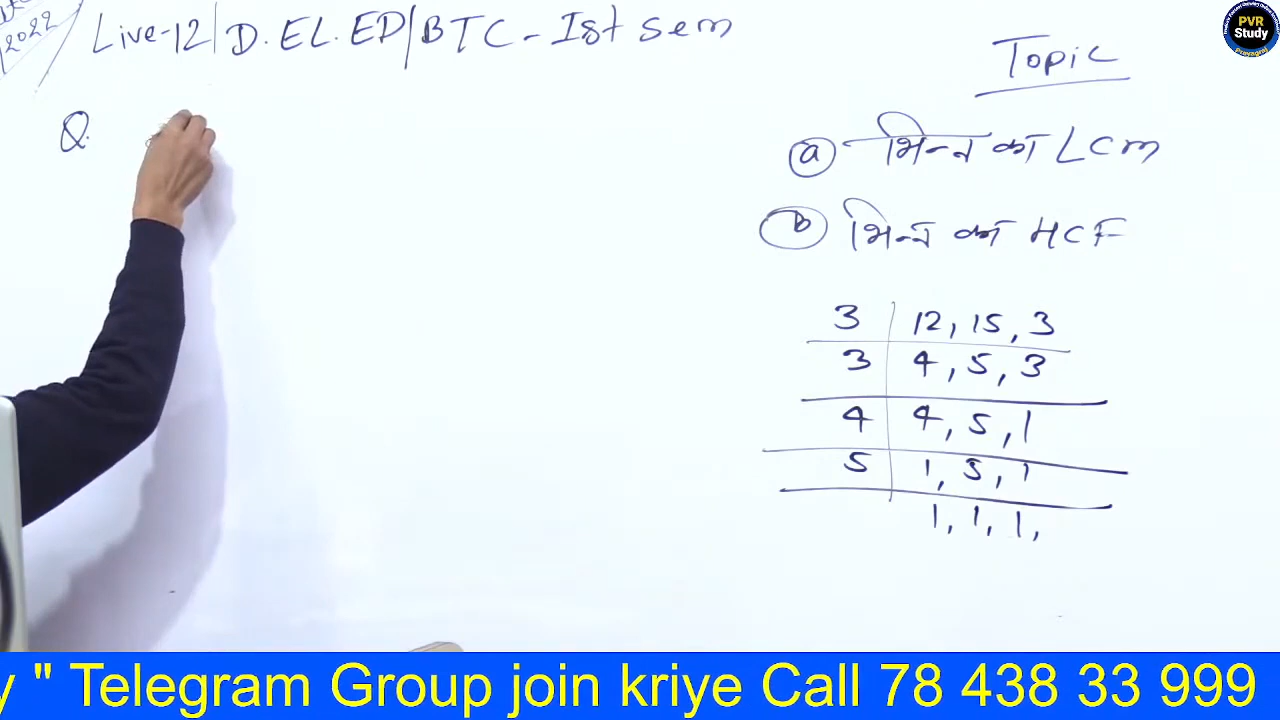 2022
Live-12 | D.EL.ED | BTC - Ist Sem
Q.
Topic
(a) भिन्न का LCM
(b) भिन्न का HCF
3 | 12, 15, 3
3 | 4, 5, 3
4 | 4, 5, 1
5 | 1, 5, 1
1, 1, 1,
PVR
Study
Prayagraj
y " Telegram Group join kriye Call 78 438 33 999